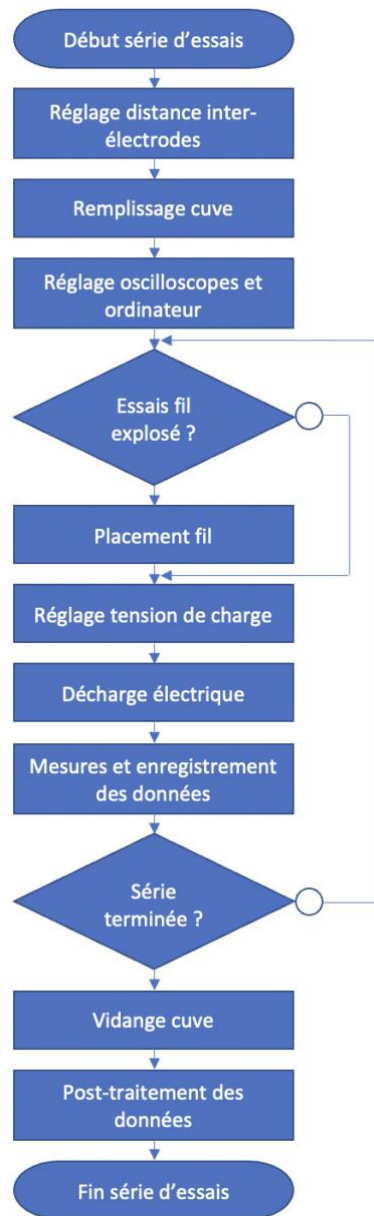 Début série d’essais
Réglage distance inter-
électrodes
Remplissage cuve
Réglage oscilloscopes et
ordinateur
Essais fil
explosé ?
Placement fil
Réglage tension de charge
Décharge électrique
Mesures et enregistrement
des données
Série
terminée ?
Vidange cuve
Post-traitement des
données
Fin série d’essais